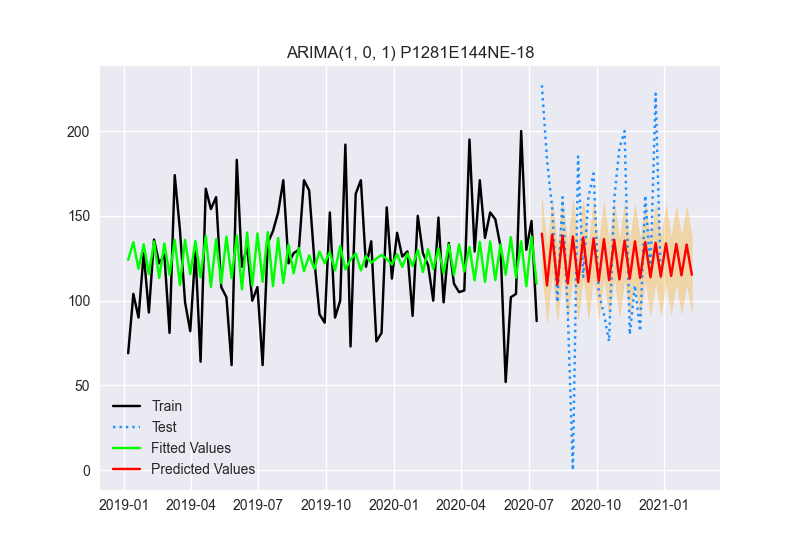 ARIMA(1, 0, 1) P1281E144NE-18
200
150
100
50
0
Train
Test
Fitted Values
Predicted Values
2019-01 2019-04 2019-07 2019-10 2020-01 2020-04 2020-07 2020-10 2021-01